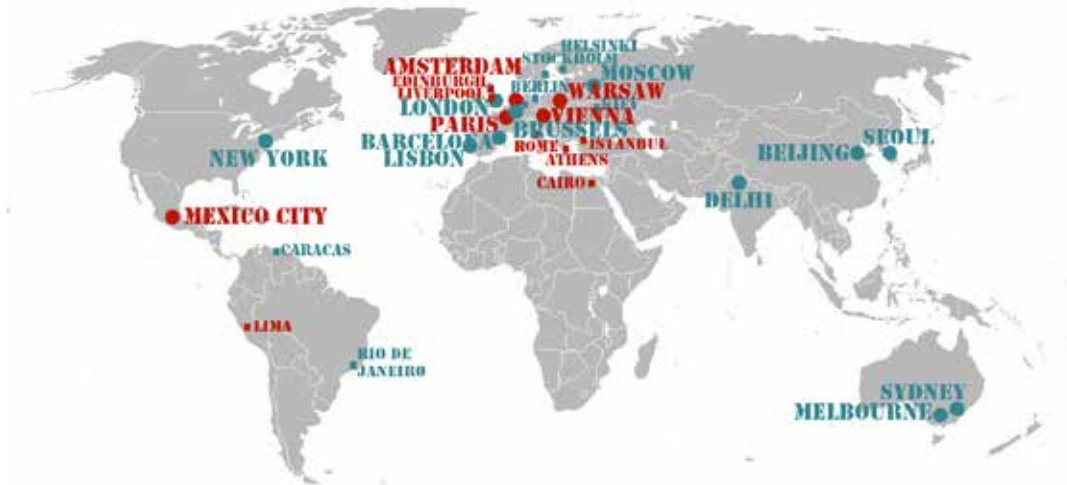 HELSINKI
STOCKHOLM
AMSTERDAM
MOSCOW
EDINBURGH
BERLIN
LIVERPOOL
WARSAW
LONDON
PARIS
VIENNA
BRUSSELS
BARCELONA
LISBON
ROME
ISTANBUL
ATHENS
CAIRO
NEW YORK
BEIJING
SEOUL
DELHI
MEXICO CITY
CARACAS
LIMA
RIO DE
JANEIRO
SYDNEY
MELBOURNE